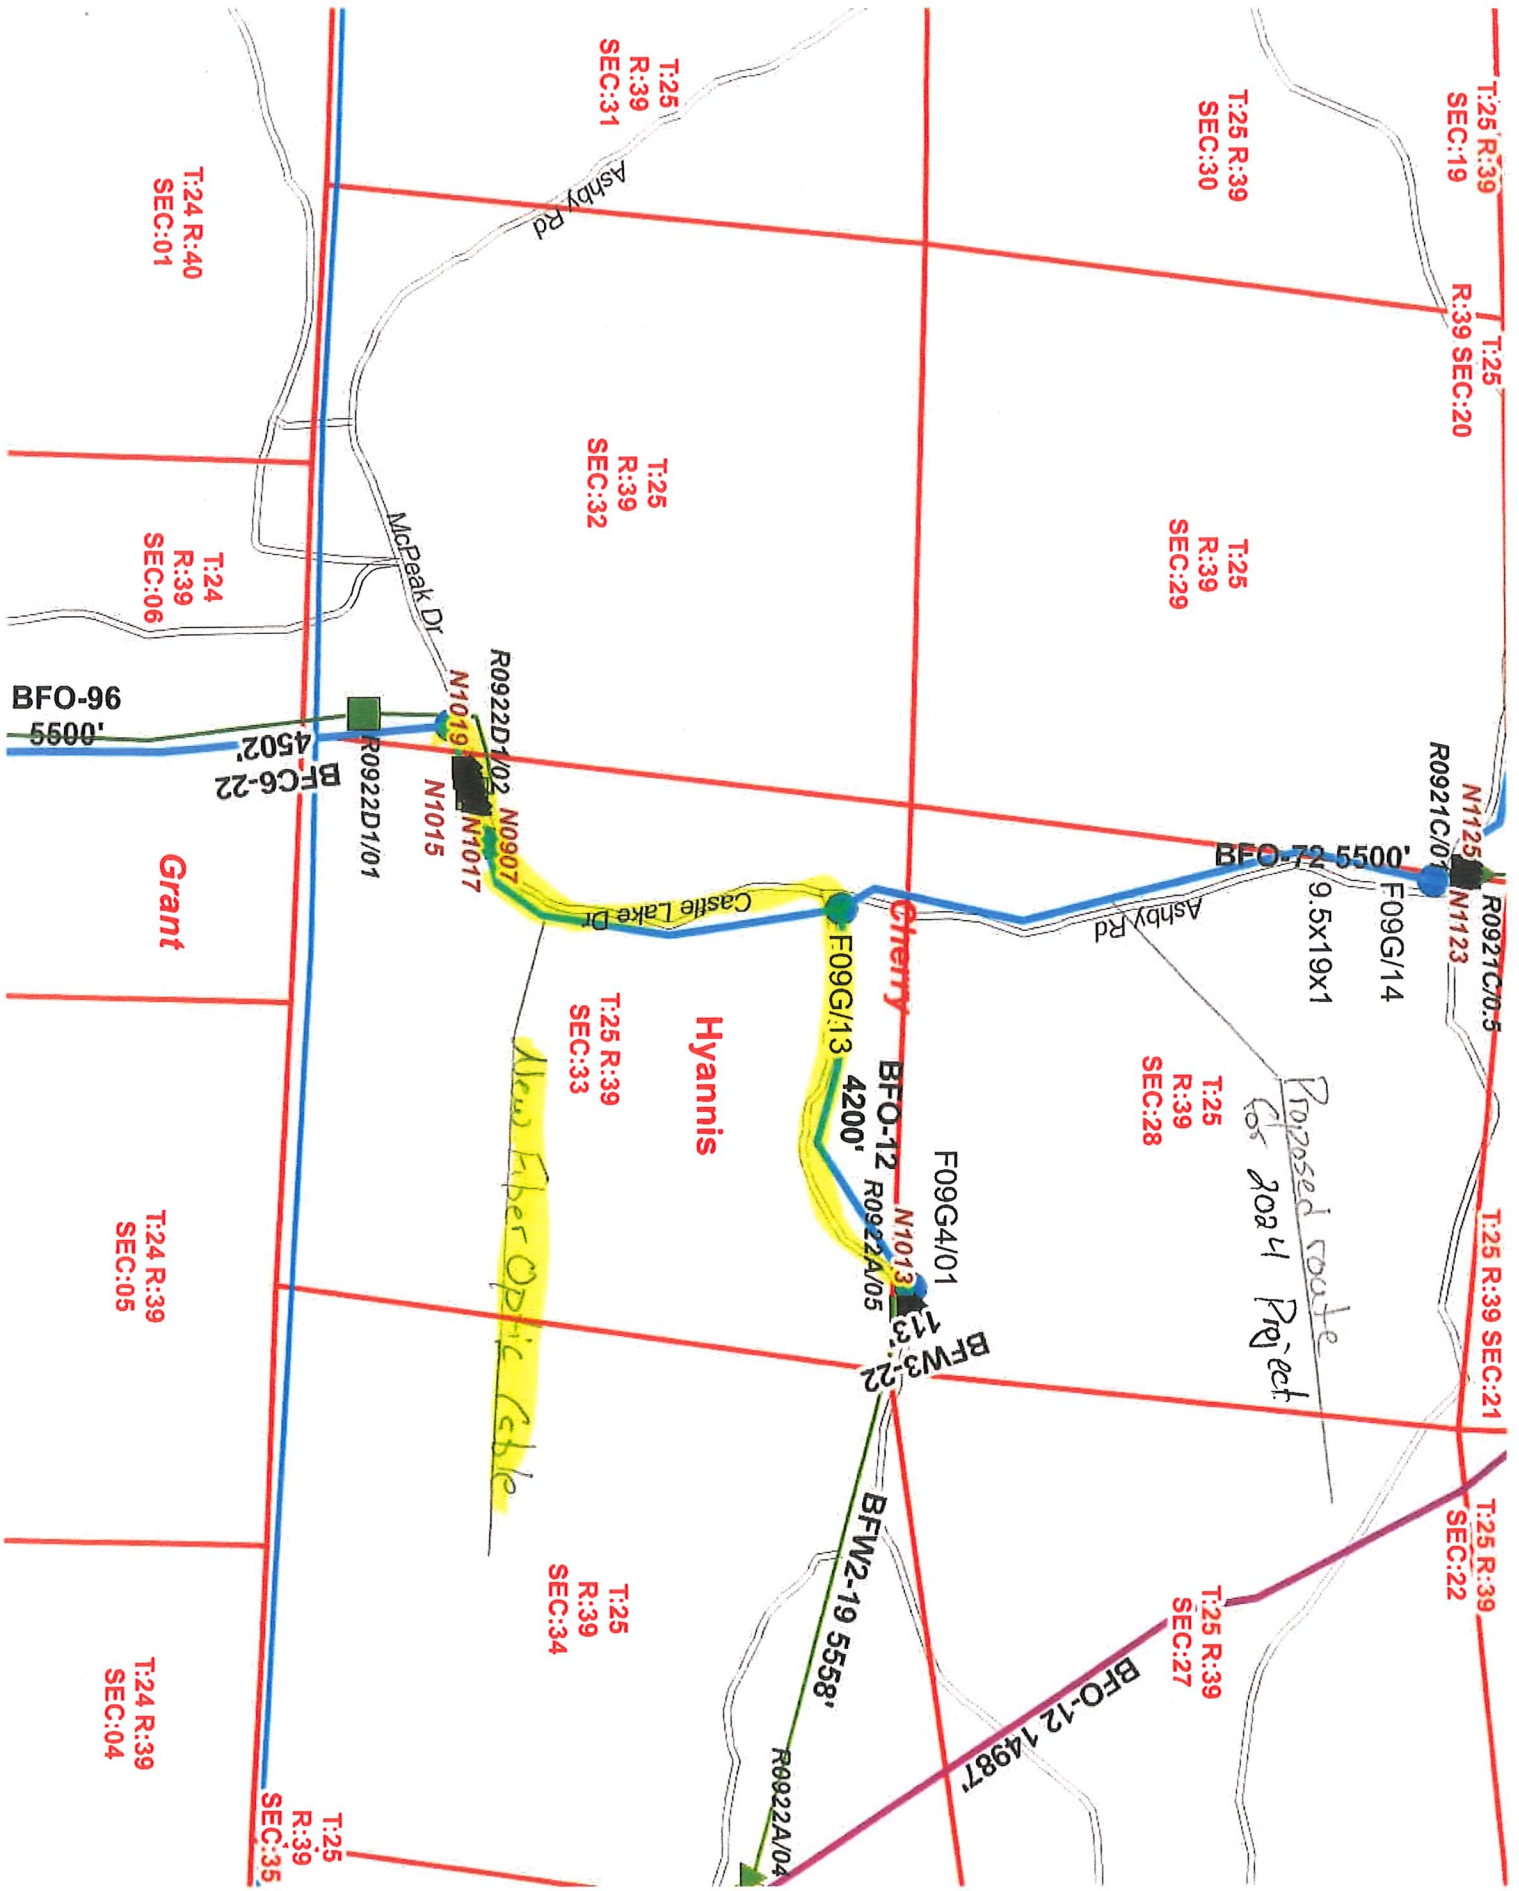 T:25 R:39
SEC:19
T:25 R:39
SEC:30
T:25
R:39
SEC:31
Ashby Rd
T:24 R:40
SEC:01
T:25
R:39 SEC:20
T:25
R:39
SEC:29
T:25
R:39
SEC:32
McPeak Dr
T:24
R:39
SEC:06
BFO-96
5500'
4502'
BFC6-22
R0922D1/01
R0922D1/02
N1019
N1015
N1017
N0907
Grant
R0921C/01
N1125
N1123
R0921C/0.5
BFO-72 5500'
F09G/14
9.5x19x1
Ashby Rd
Castle Lake Dr
Cherry
F09G/13
BFO-12
4200'
Hyannis
T:25 R:39
SEC:33
T:25
R:39
SEC:28
Proposed route
for 2024 Project
New Fiber Optic Cable
F09G4/01
N1013
R0922A/05
113'
BFW3-22
T:25 R:39 SEC:21
T:24 R:39
SEC:05
T:25 R:39
SEC:22
T:25 R:39
SEC:27
T:25
R:39
SEC:34
BFW2-19 5558'
BFO-12 14987'
R0922A/04
T:24 R:39
SEC:04
T:25
R:39
SEC:35